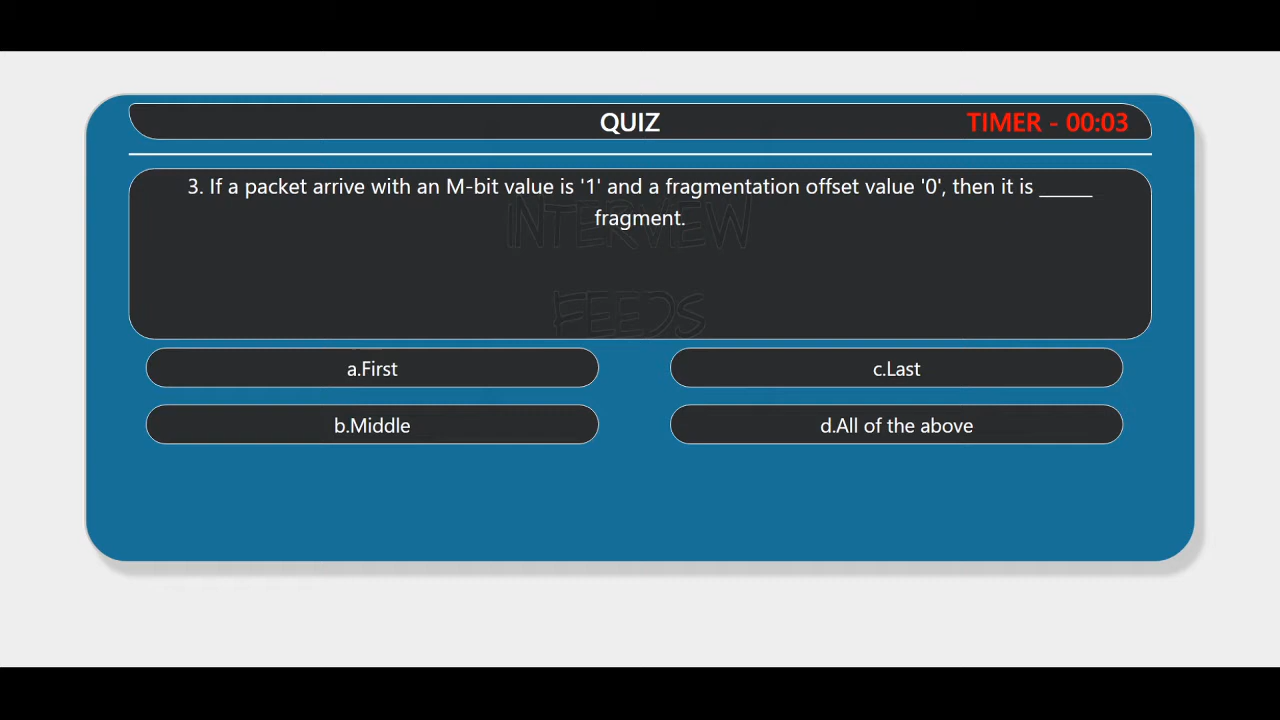 QUIZ
TIMER - 00:03
3. If a packet arrive with an M-bit value is '1' and a fragmentation offset value '0', then it is _____
fragment.
INTERVIEW
FEEDS
a.First
c.Last
b.Middle
d.All of the above